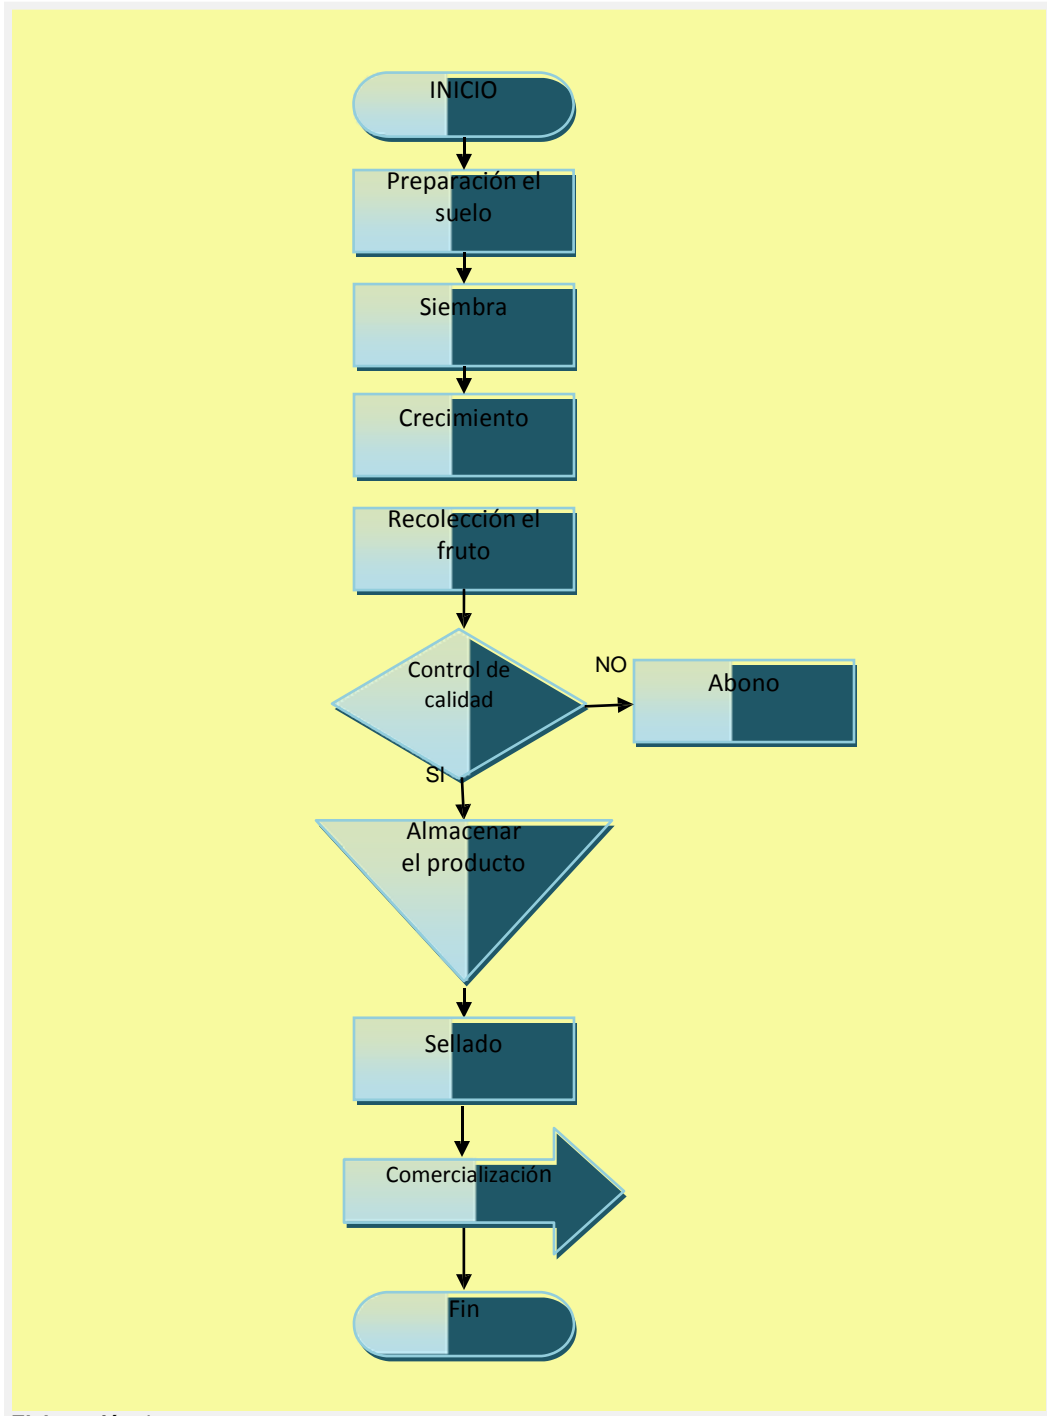 INICIO
Preparación el
suelo
Siembra
Crecimiento
Recolección el
fruto
Control de
calidad
NO
Abono
SI
Almacenar
el producto
Sellado
Comercialización
Fin